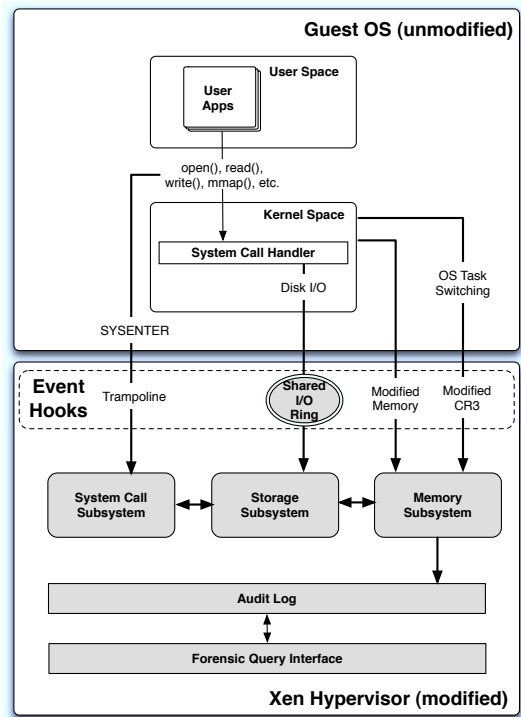 Guest OS (unmodified)
User Space
User
Apps
open(), read(),
write(), mmap(), etc.
Kernel Space
System Call Handler
Disk I/O
OS Task
Switching
SYSENTER
Event
Hooks
Trampoline
Shared
I/O
Ring
Modified
Memory
Modified
CR3
System Call
Subsystem
Storage
Subsystem
Memory
Subsystem
Audit Log
Forensic Query Interface
Xen Hypervisor (modified)